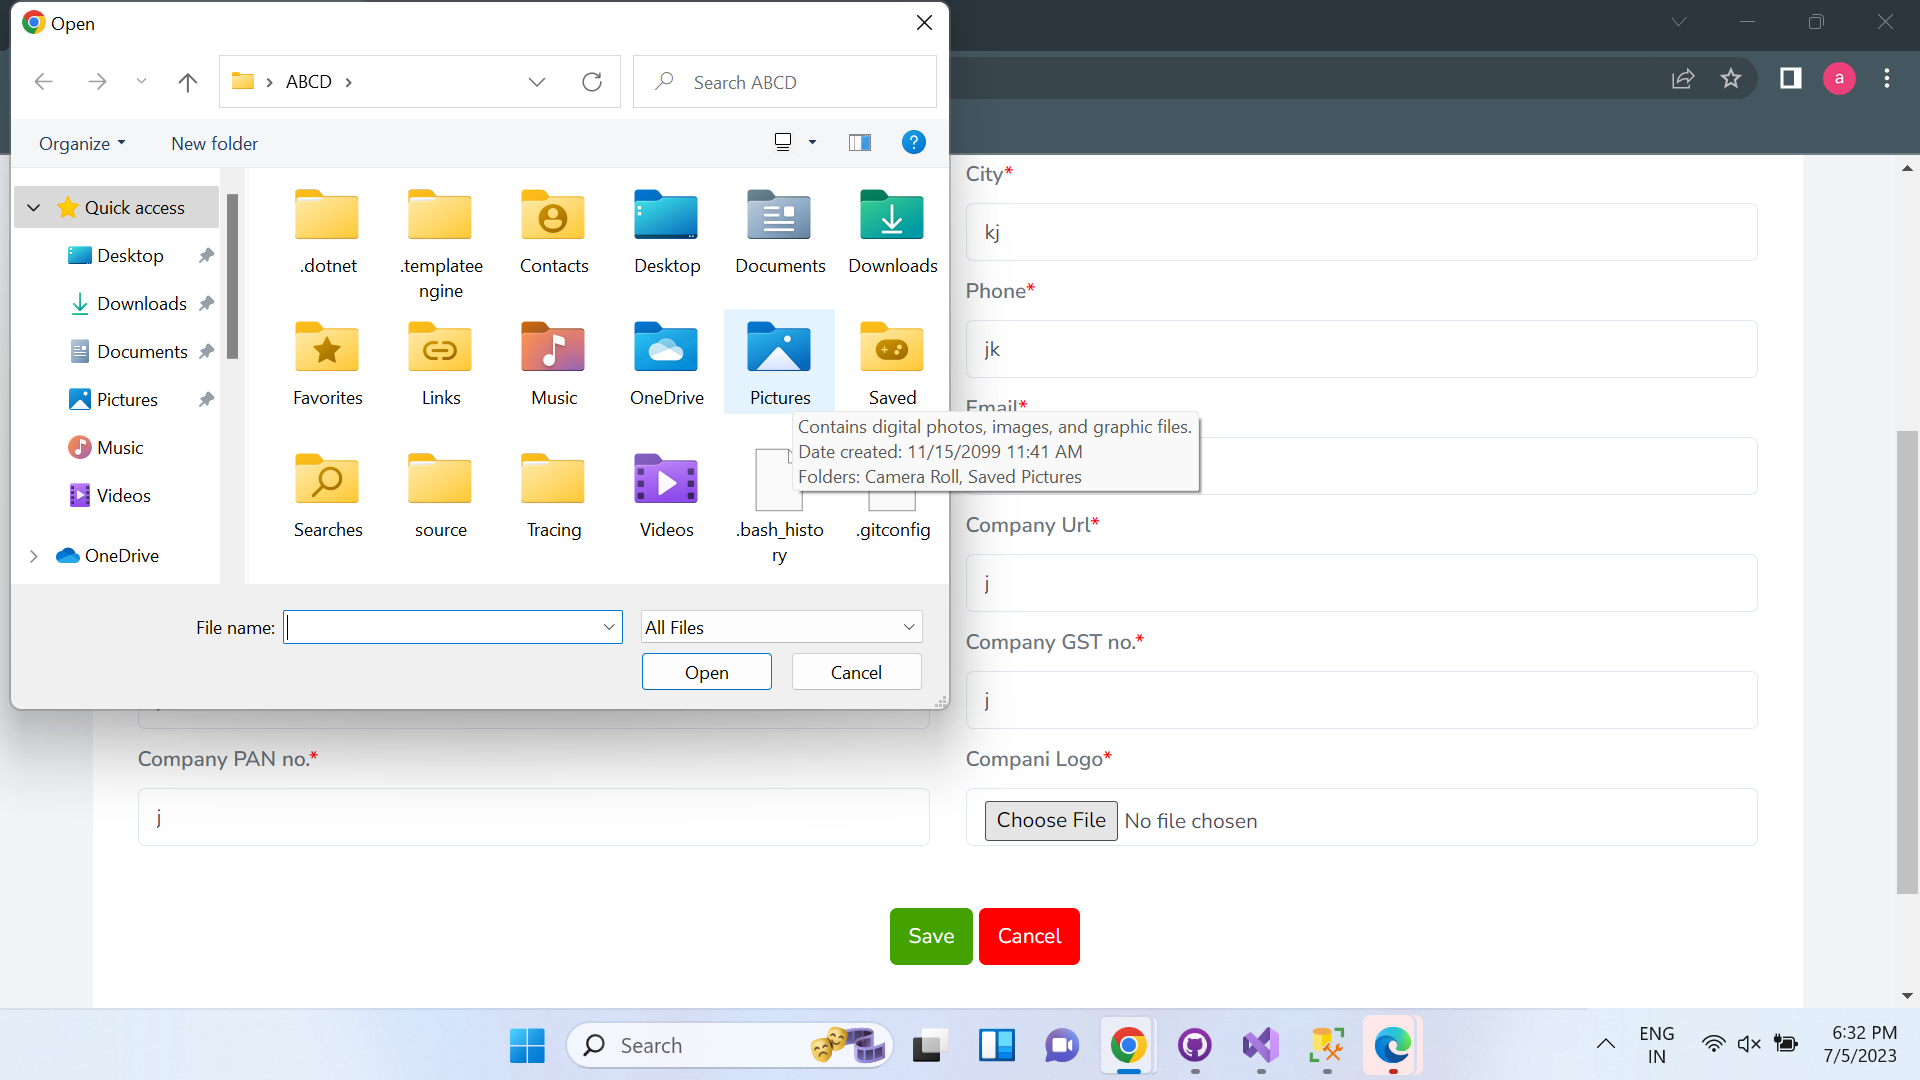 Open
ABCD
Search ABCD
Organize
New folder
Quick access
Desktop
Downloads
Documents
Pictures
Music
Videos
OneDrive
.dotnet
.templatee
ngine
Contacts
Desktop
Documents
Downloads
Favorites
Links
Music
OneDrive
Pictures
Saved
Contains digital photos, images, and graphic files.
Date created: 11/15/2099 11:41 AM
Folders: Camera Roll, Saved Pictures
Searches
source
Tracing
Videos
.bash_histo
ry
.gitconfig
File name:
All Files
Open
Cancel
a
City*
kj
Phone*
jk
Email*
Company Url*
j
Company GST no.*
j
Company PAN no.*
j
Compani Logo*
Choose File No file chosen
Save
Cancel
Search
ENG
IN
6:32 PM
7/5/2023